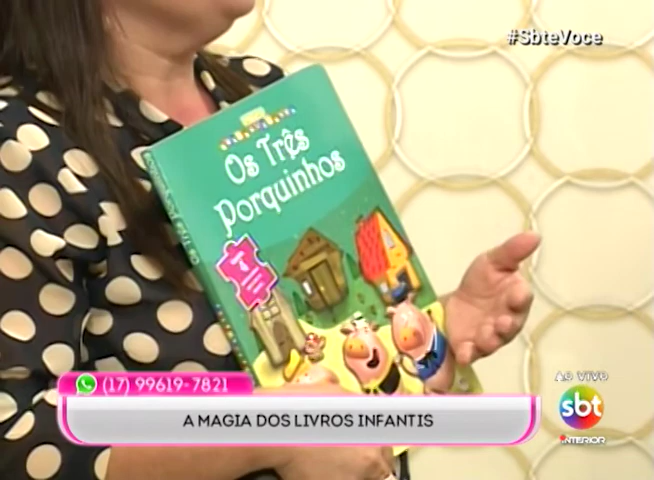 #SbteVoce
Os Três
Porquinhos
(17) 99619-7821
A MAGIA DOS LIVROS INFANTIS
AO VIVO
sbt
INTERIOR